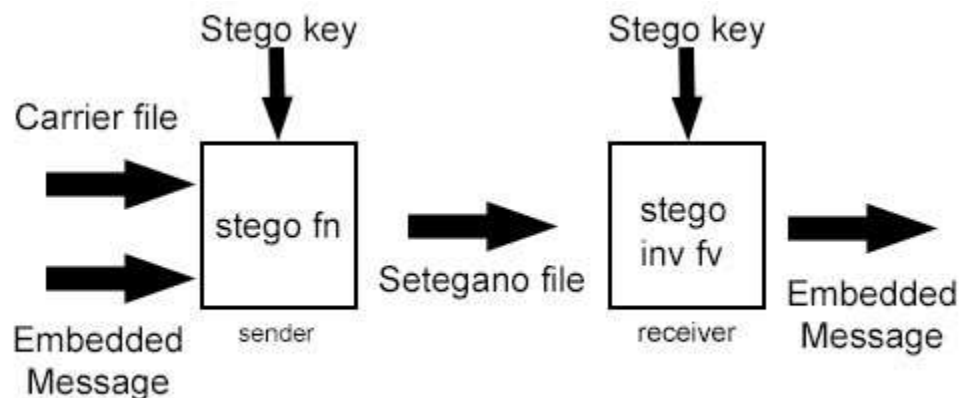 Stego key
Stego key
Carrier file
stego fn
stego
inv fv
Setegano file
Embedded
Message
sender
receiver
Embedded
Message